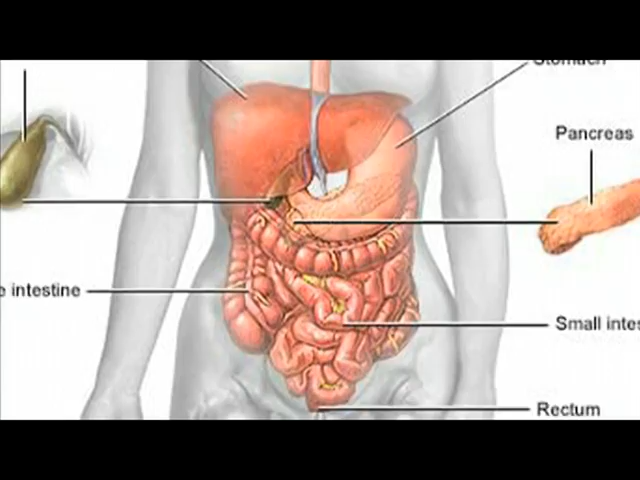 Stomach
Pancreas
e intestine
Small intes
Rectum